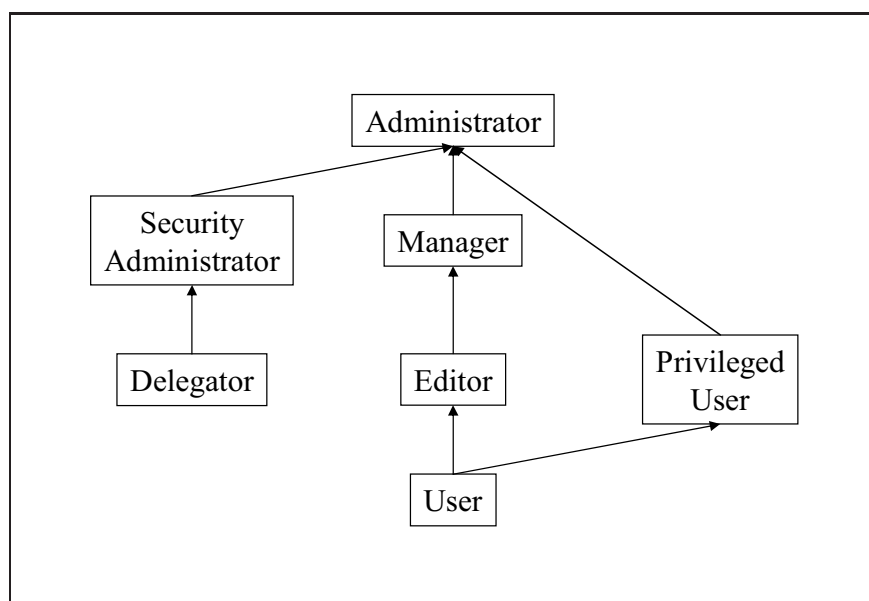 Administrator
Security
Administrator
Manager
Delegator
Editor
Privileged
User
User